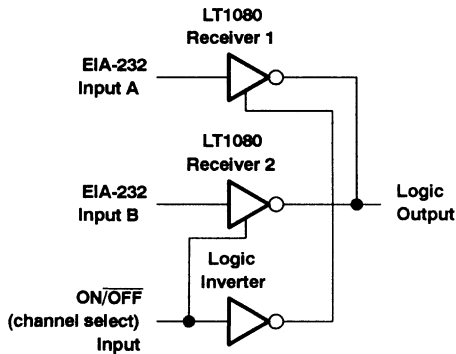 LT1080
Receiver 1
EIA-232
Input A
LT1080
Receiver 2
EIA-232
Input B
Logic
Output
Logic
Inverter
ON/OFF
(channel select)
Input